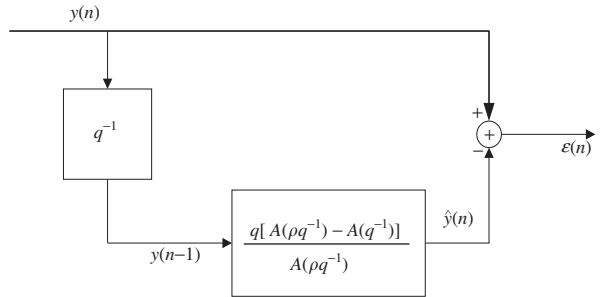 y(n)
q⁻¹
+
+
−
ε(n)
q[ A(ρq⁻¹) − A(q⁻¹)]
A(ρq⁻¹)
ŷ(n)
y(n−1)